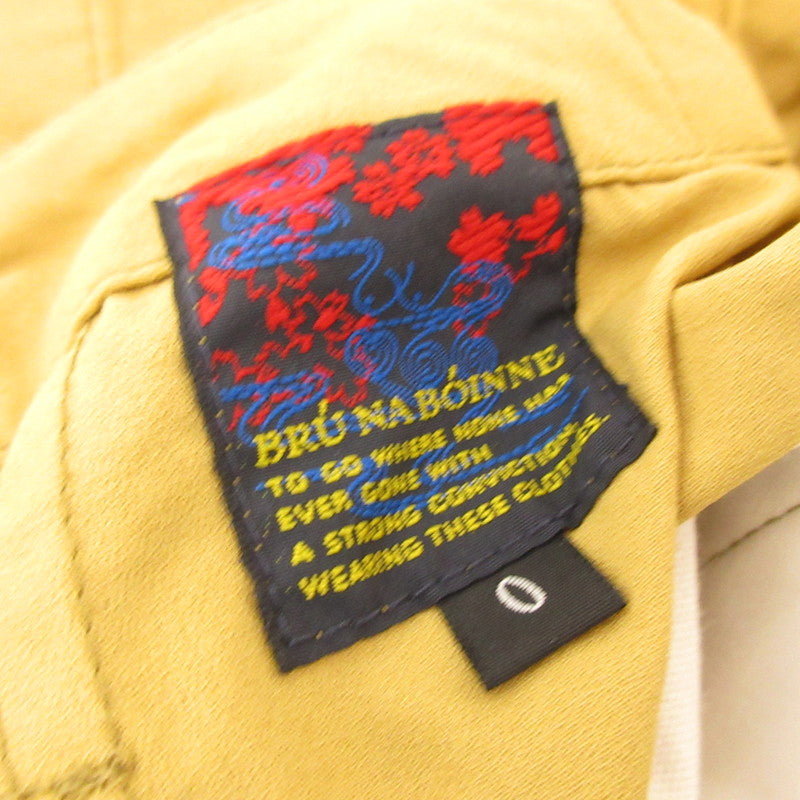 BRÚ NA BÓINNE
TO GO WHERE NONE HAS
EVER GONE WITH
A STRONG CONVICTION,
WEARING THESE CLOTHES.
0